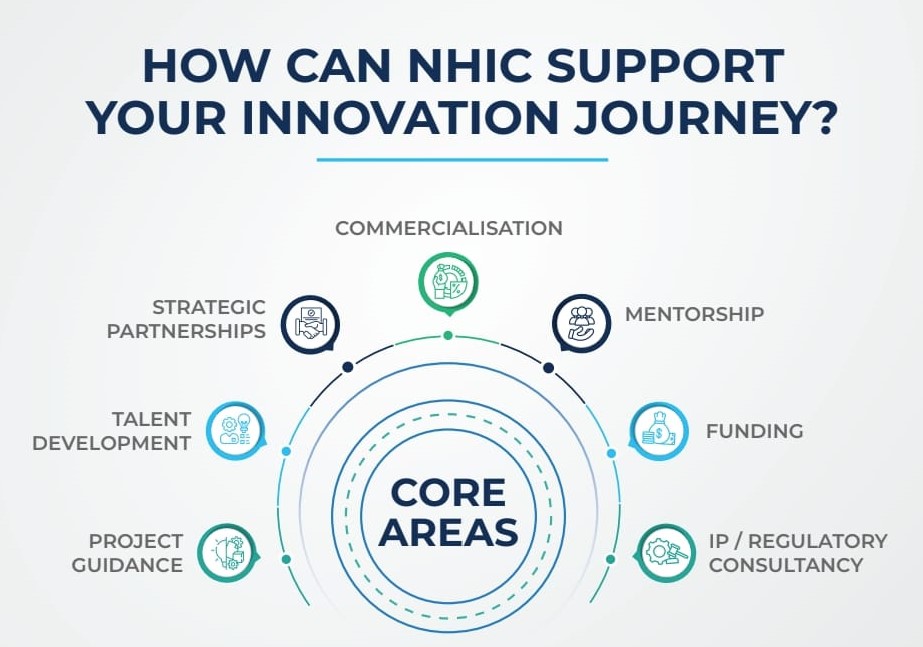 HOW CAN NHIC SUPPORT
YOUR INNOVATION JOURNEY?
COMMERCIALISATION
STRATEGIC
PARTNERSHIPS
MENTORSHIP
TALENT
DEVELOPMENT
FUNDING
PROJECT
GUIDANCE
IP / REGULATORY
CONSULTANCY
CORE
AREAS